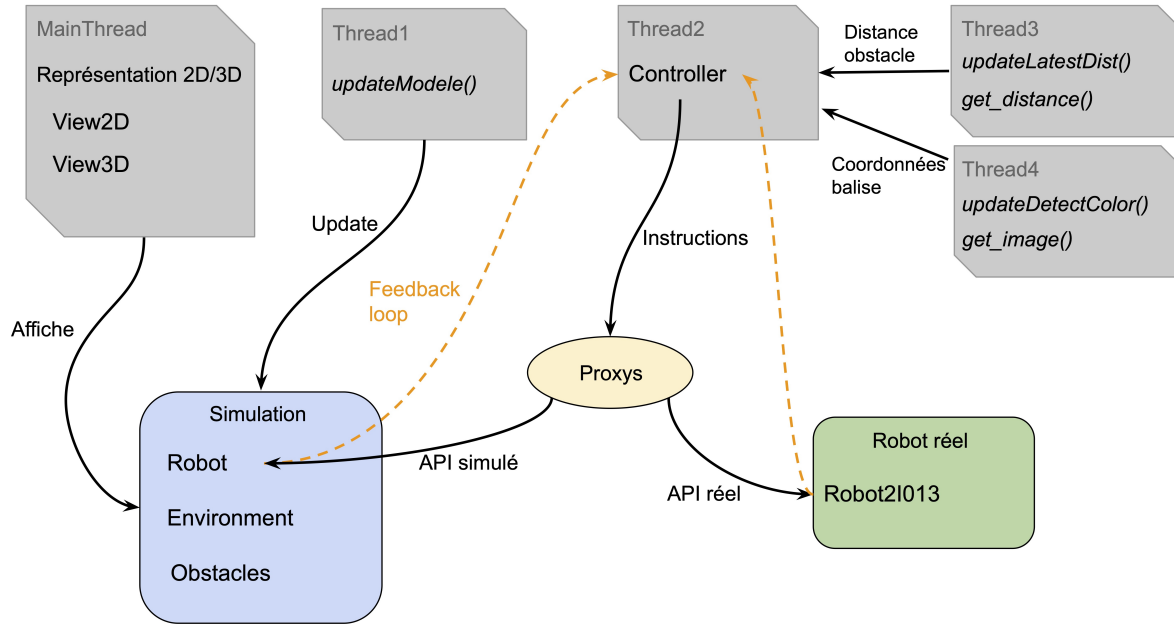 MainThread
Représentation 2D/3D
View2D
View3D
Thread1
updateModele()
Thread2
Controller
Distance
obstacle
Thread3
updateLatestDist()
get_distance()
Coordonnées
balise
Thread4
updateDetectColor()
get_image()
Update
Instructions
Feedback
loop
Affiche
Proxys
Simulation
Robot
Environment
Obstacles
API simulé
API réel
Robot réel
Robot2I013